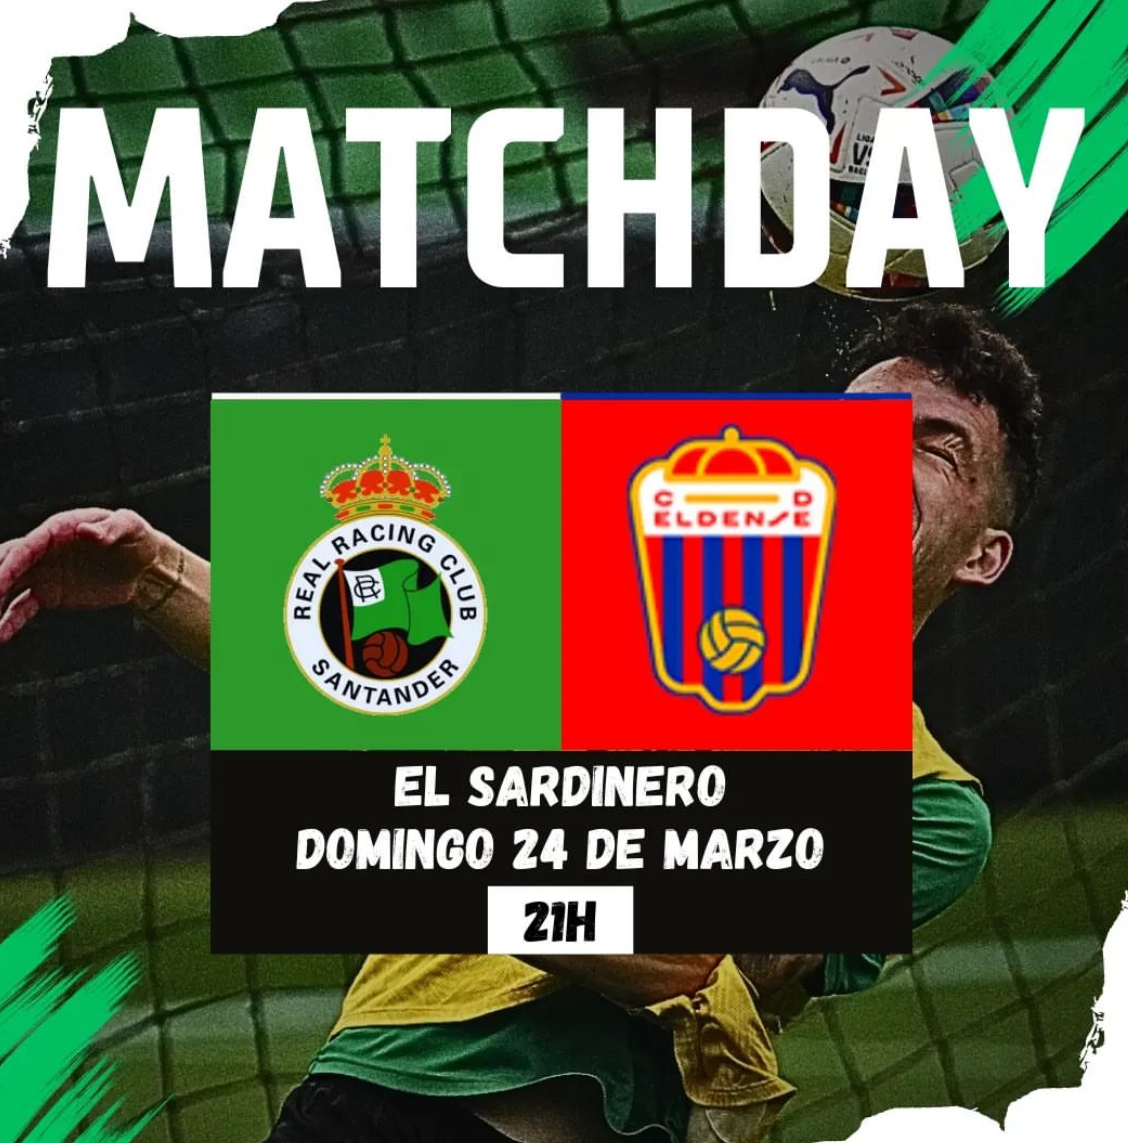 MATCHDAY
REAL RACING CLUB
SANTANDER
C D
ELDENSE
EL SARDINERO
DOMINGO 24 DE MARZO
21H